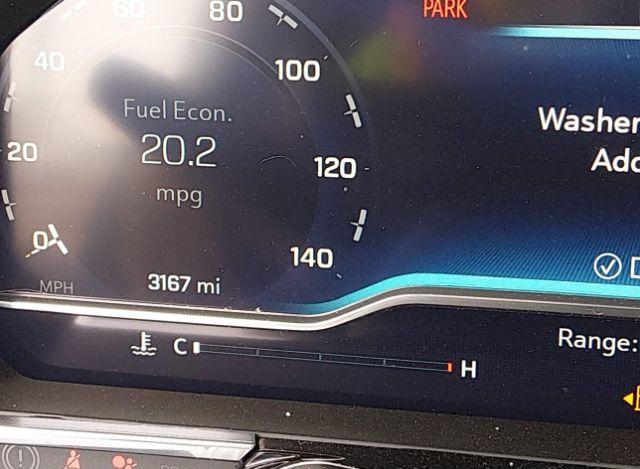 PARK
60 80
40
100
Fuel Econ.
Washer
20.2
20
120
Add
mpg
0
140
3167 mi
MPH
C
H
Range: